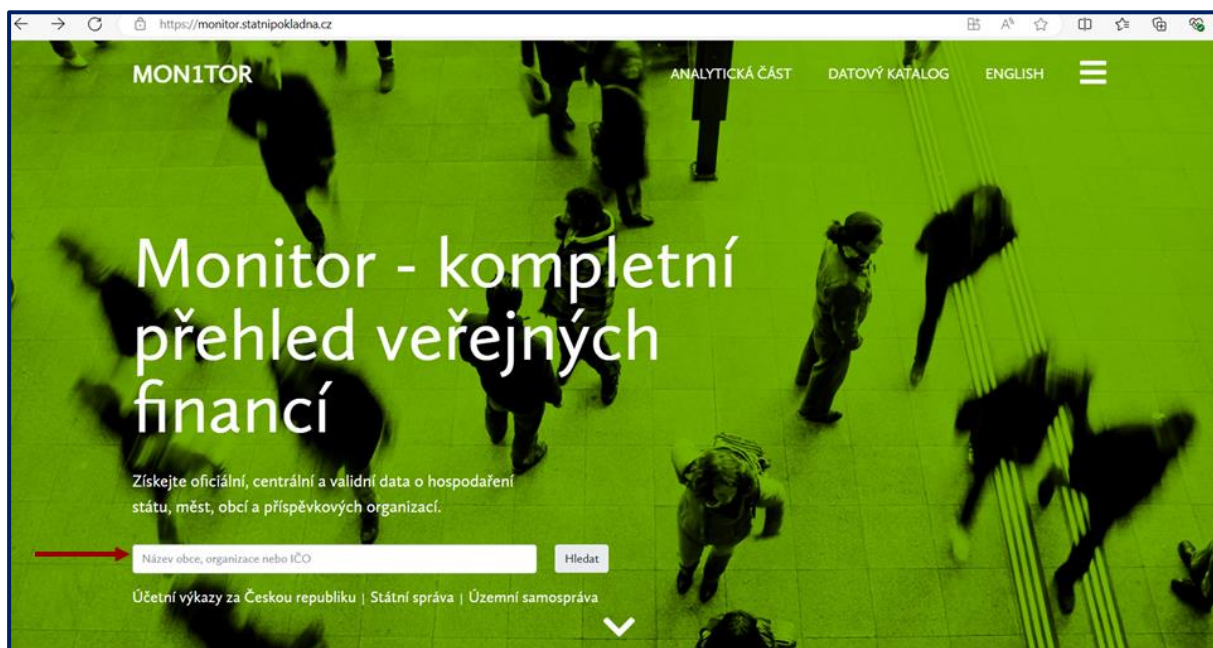 https://monitor.statnipokladna.cz
MON1TOR
ANALYTICKÁ ČÁST DATOVÝ KATALOG ENGLISH
Monitor - kompletní
přehled veřejných
financí
Získejte oficiální, centrální a validní data o hospodaření
státu, měst, obcí a příspěvkových organizací.
Název obce, organizace nebo IČO Hledat
Účetní výkazy za Českou republiku | Státní správa | Územní samospráva